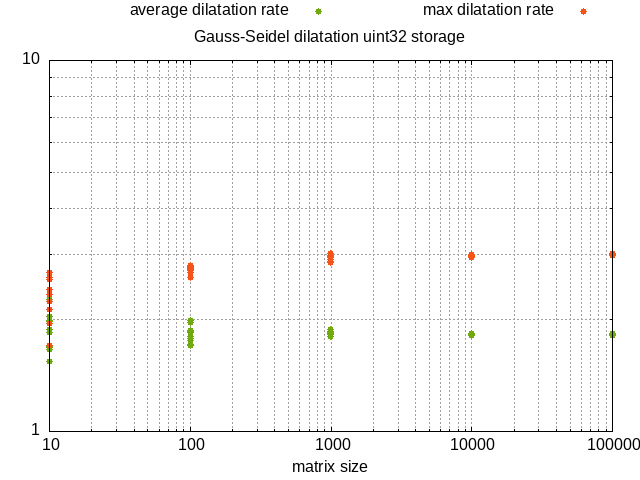 average dilatation rate max dilatation rate
Gauss-Seidel dilatation uint32 storage
10
1
10 100 1000 10000 100000
matrix size